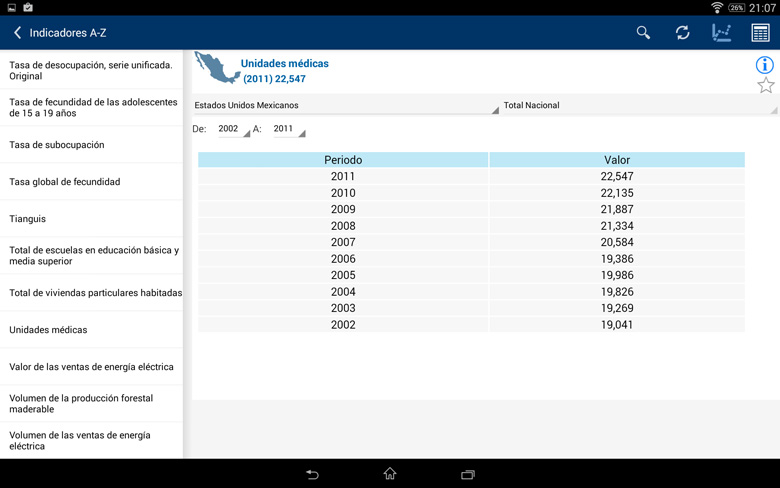 26% 21:07
Indicadores A-Z
Tasa de desocupación, serie unificada.
Original
Tasa de fecundidad de las adolescentes
de 15 a 19 años
Tasa de subocupación
Tasa global de fecundidad
Tianguis
Total de escuelas en educación básica y
media superior
Total de viviendas particulares habitadas
Unidades médicas
Valor de las ventas de energía eléctrica
Volumen de la producción forestal
maderable
Volumen de las ventas de energía
eléctrica
Unidades médicas
(2011) 22,547
Estados Unidos Mexicanos Total Nacional
De: 2002 A: 2011
Periodo Valor
2011 22,547
2010 22,135
2009 21,887
2008 21,334
2007 20,584
2006 19,386
2005 19,986
2004 19,826
2003 19,269
2002 19,041